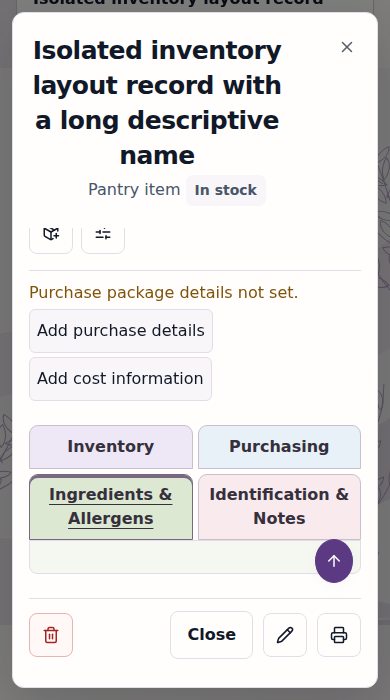 Isolated inventory
layout record with
a long descriptive
name
Pantry item In stock
Purchase package details not set.
Add purchase details
Add cost information
Inventory Purchasing
Ingredients & Allergens
Identification & Notes
Close